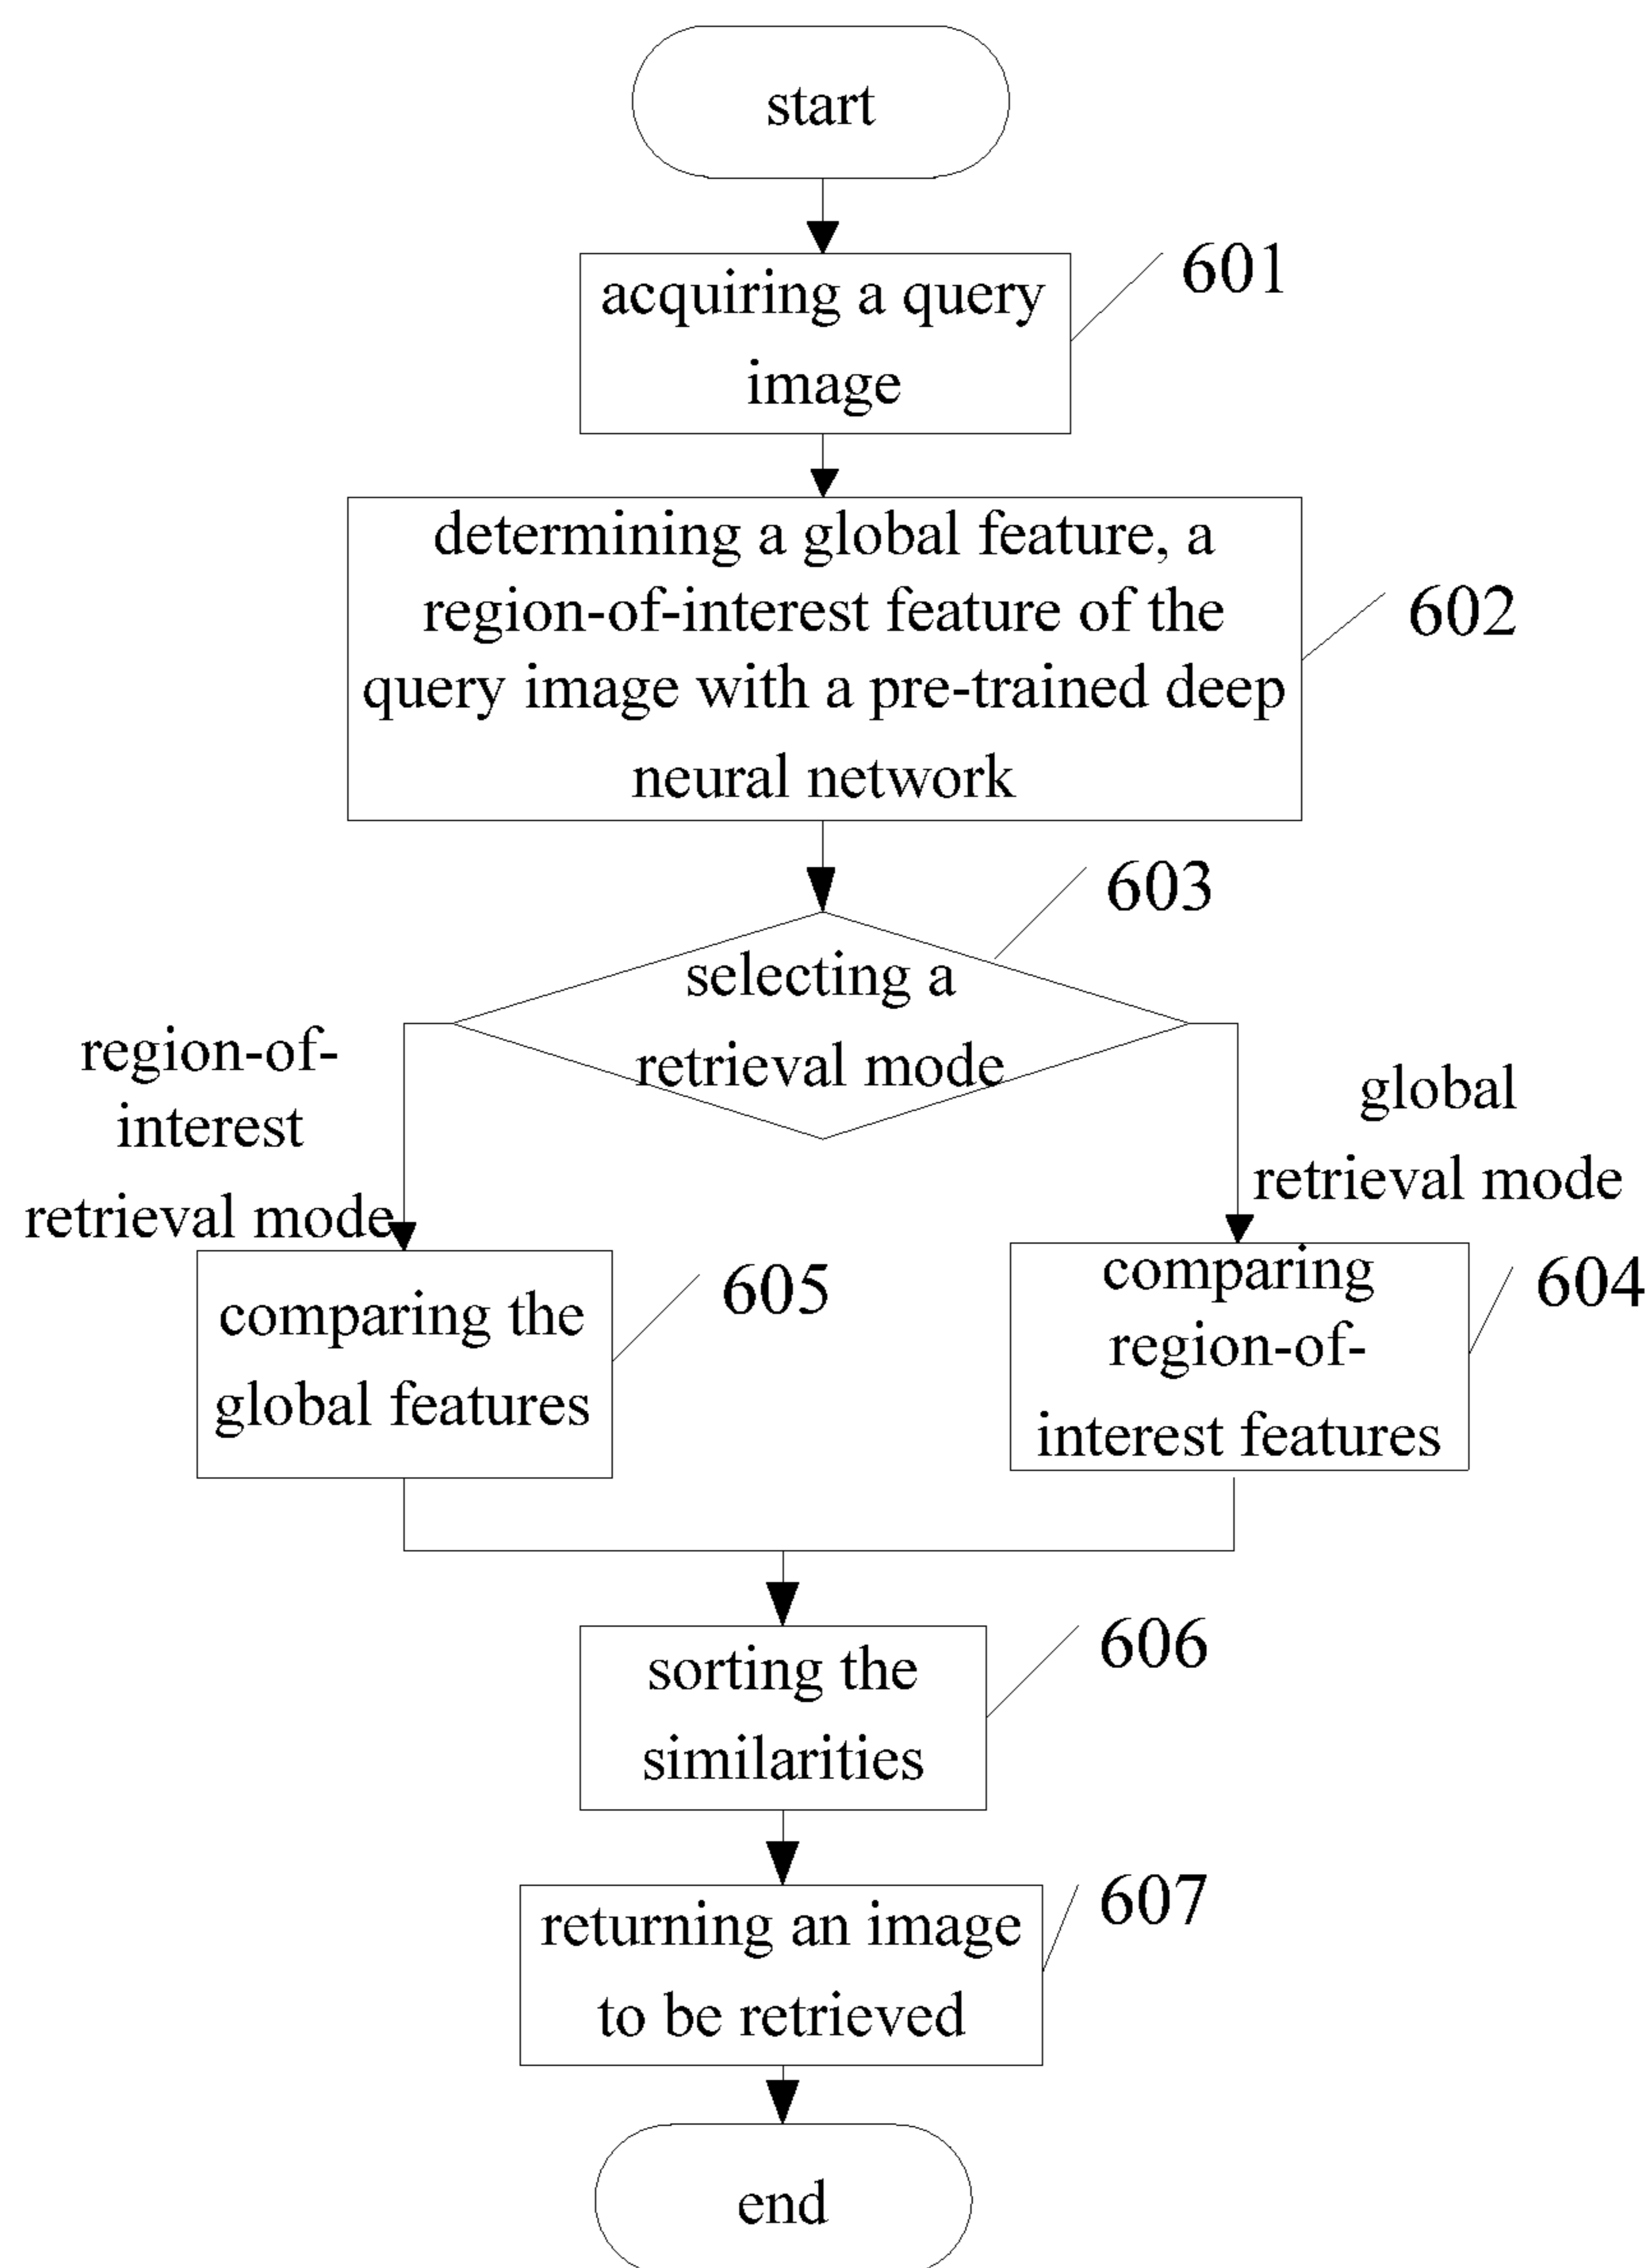 start
601
acquiring a query
image
determining a global feature, a
region-of-interest feature of the
query image with a pre-trained deep
neural network
602
603
selecting a
retrieval mode
region-of-
interest
retrieval mode
global
retrieval mode
comparing the
global features
605
comparing
region-of-
interest features
604
sorting the
similarities
606
returning an image
to be retrieved
607
end